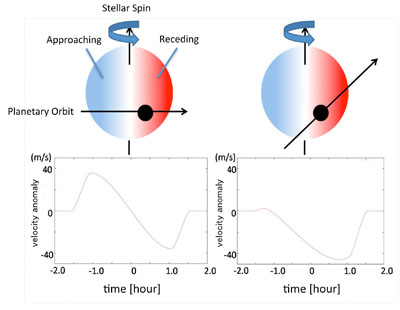 Stellar Spin
Approaching
Receding
Planetary Orbit
(m/s)
40
0
-40
velocity anomaly
-2.0
-1.0
0
1.0
2.0
time [hour]
(m/s)
40
0
-40
velocity anomaly
-2.0
-1.0
0
1.0
2.0
time [hour]